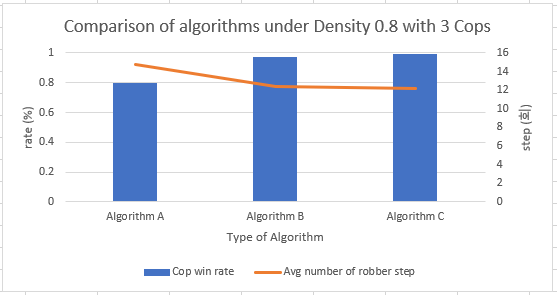 Comparison of algorithms under Density 0.8 with 3 Cops
1
0.8
0.6
0.4
0.2
0
rate (%)
16
14
12
10
8
6
4
2
0
step (회)
Algorithm A
Algorithm B
Algorithm C
Type of Algorithm
Cop win rate
Avg number of robber step